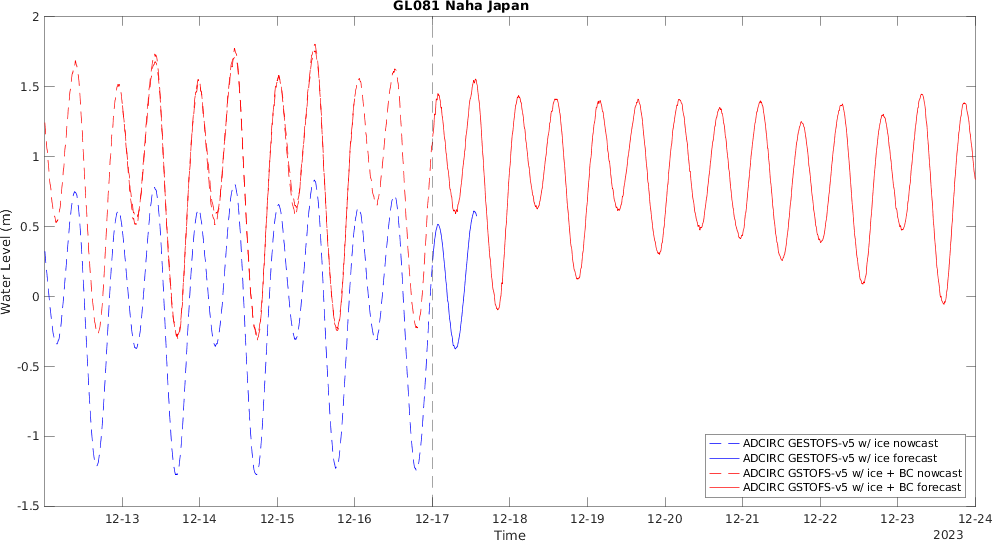 GL081 Naha Japan
2
1.5
1
0.5
0
-0.5
-1
-1.5
Water Level (m)
ADCIRC GESTOFS-v5 w/ ice nowcast
ADCIRC GESTOFS-v5 w/ ice forecast
ADCIRC GSTOFS-v5 w/ ice + BC nowcast
ADCIRC GSTOFS-v5 w/ ice + BC forecast
12-13 12-14 12-15 12-16 12-17 12-18 12-19 12-20 12-21 12-22 12-23 12-24
Time
2023